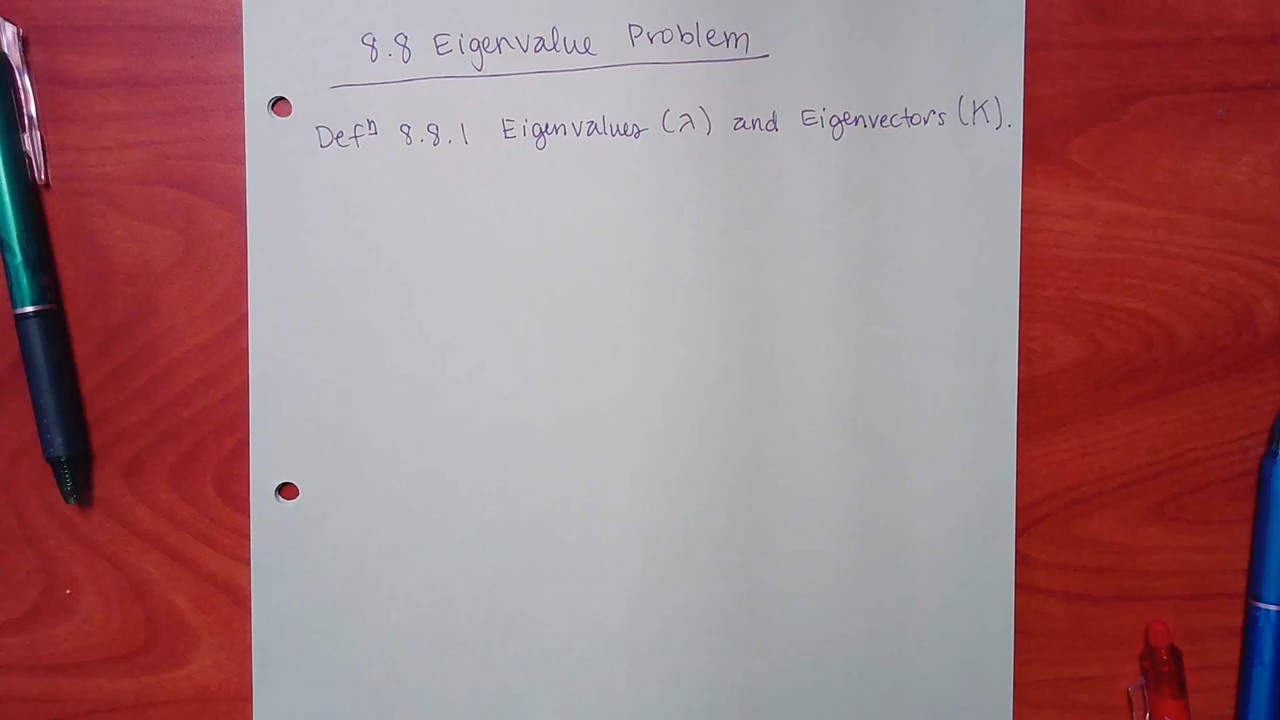 8.8 Eigenvalue Problem
Defⁿ 8.8.1 Eigenvalues (λ) and Eigenvectors (K).